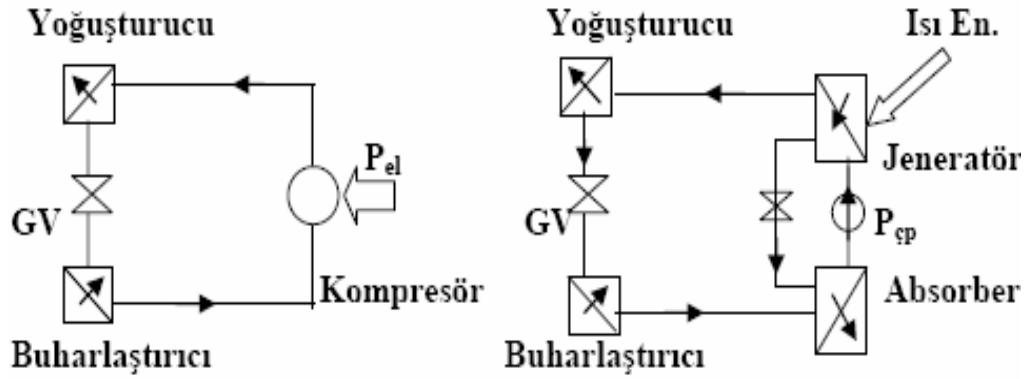 Yoğuşturucu
P_el
GV
Kompresör
Buharlaştırıcı
Yoğuşturucu
Isı En.
Jeneratör
GV
P_çp
Absorber
Buharlaştırıcı